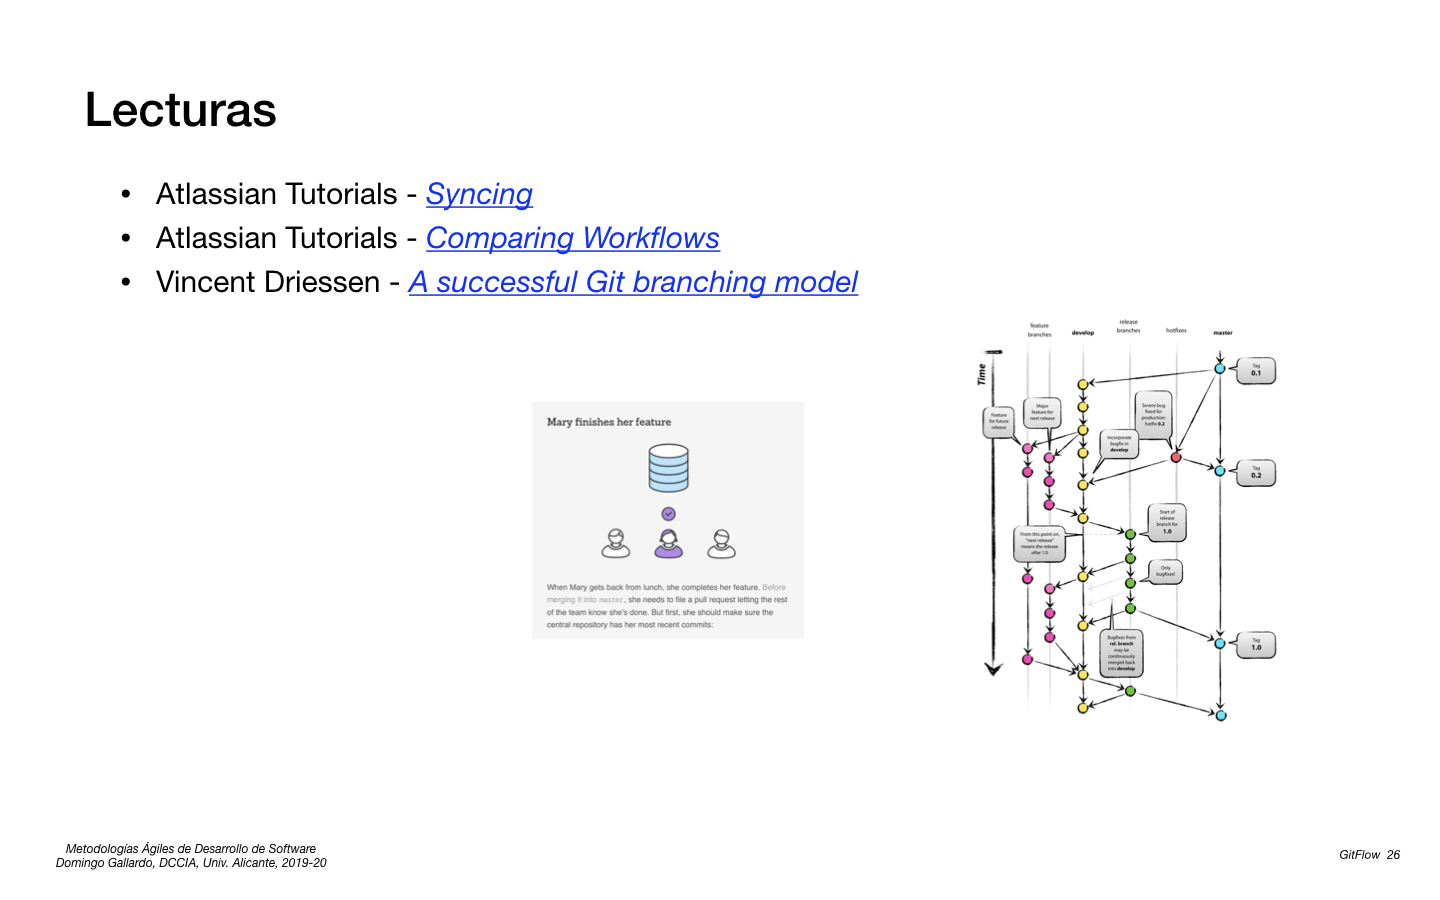 Lecturas
• Atlassian Tutorials - Syncing
• Atlassian Tutorials - Comparing Workflows
• Vincent Driessen - A successful Git branching model
Mary finishes her feature
When Mary gets back from lunch, she completes her feature. Before
merging it into master, she needs to file a pull request letting the rest
of the team know she's done. But first, she should make sure the
central repository has her most recent commits:
feature
branches
develop
release
branches
hotfixes
master
Time
Tag
0.1
Feature
for future
release
Major
feature for
next release
Severe bug
fixed for
production:
hotfix 0.2
Incorporate
bugfix in
develop
Tag
0.2
Start of
release
branch for
1.0
From this point on,
"next release"
means the release
after 1.0
Only
bugfixes!
Bugfixes from
rel. branch
may be
continuously
merged back
into develop
Tag
1.0
Metodologías Ágiles de Desarrollo de Software
Domingo Gallardo, DCCIA, Univ. Alicante, 2019-20
GitFlow 26